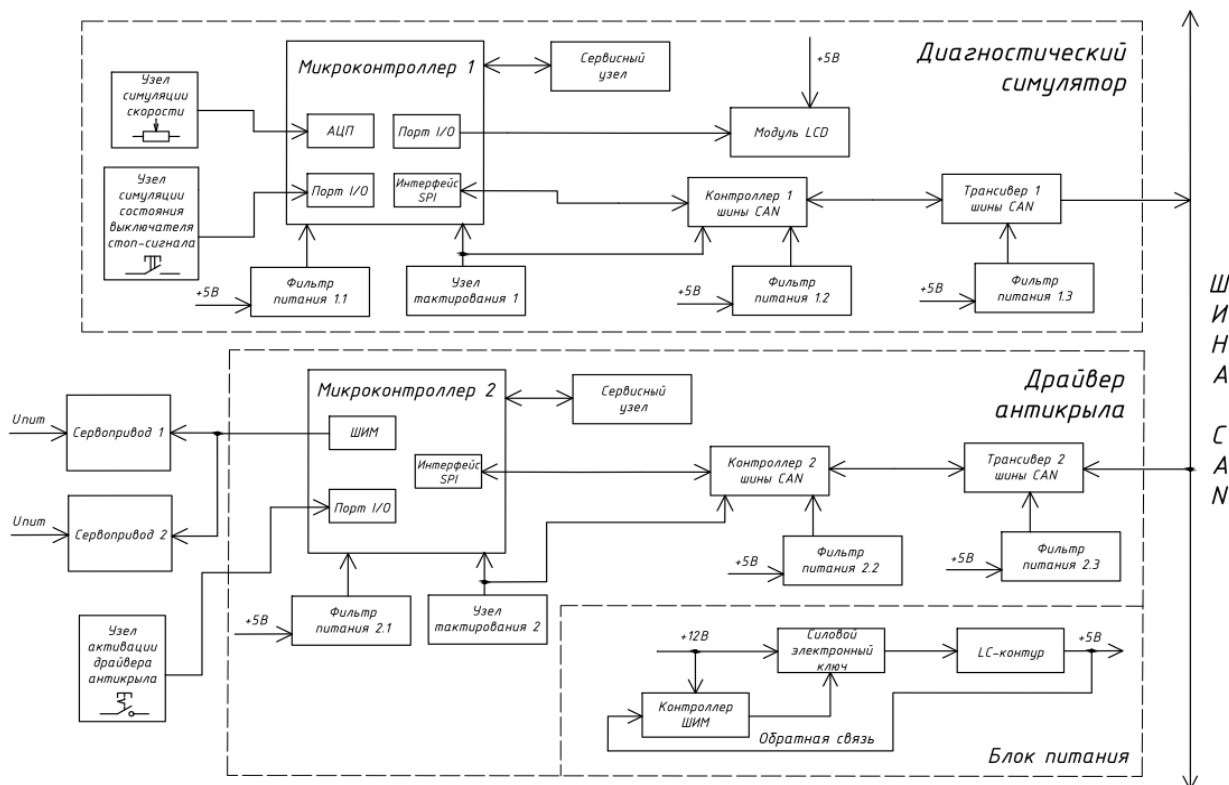 Диагностический
симулятор
Микроконтроллер 1
Сервисный
узел
+5В
Узел
симуляции
скорости
АЦП
Порт I/O
Модуль LCD
Узел
симуляции
состояния
выключателя
стоп-сигнала
Порт I/O
Интерфейс
SPI
Контроллер 1
шины CAN
Трансивер 1
шины CAN
+5В
Фильтр
питания 1.1
Узел
тактирования 1
+5В
Фильтр
питания 1.2
+5В
Фильтр
питания 1.3
ШИНА CAN
Драйвер
антикрыла
Микроконтроллер 2
Сервисный
узел
Uпит
Сервопривод 1
ШИМ
Интерфейс
SPI
Контроллер 2
шины CAN
Трансивер 2
шины CAN
Uпит
Сервопривод 2
Порт I/O
+5В
Фильтр
питания 2.1
Узел
тактирования 2
+5В
Фильтр
питания 2.2
+5В
Фильтр
питания 2.3
Узел
активации
драйвера
антикрыла
+12В
Силовой
электронный
ключ
LC-контур
+5В
Контроллер
ШИМ
Обратная связь
Блок питания